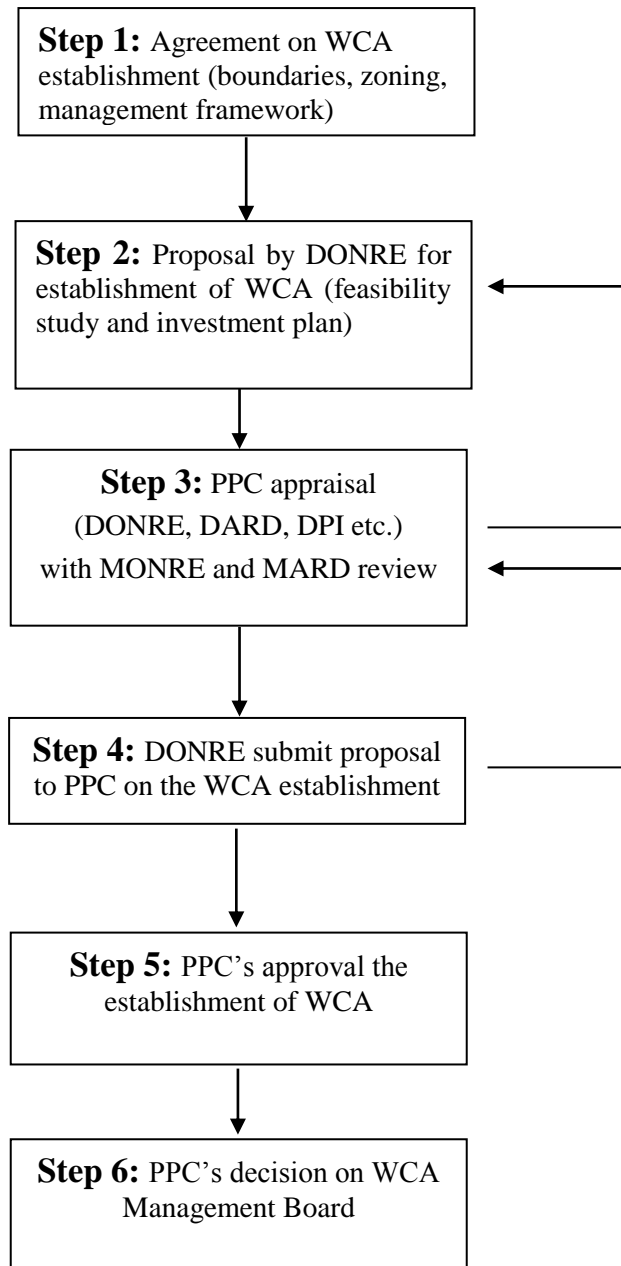 Step 1: Agreement on WCA
establishment (boundaries, zoning,
management framework)
Step 2: Proposal by DONRE for
establishment of WCA (feasibility
study and investment plan)
Step 3: PPC appraisal
(DONRE, DARD, DPI etc.)
with MONRE and MARD review
Step 4: DONRE submit proposal
to PPC on the WCA establishment
Step 5: PPC’s approval the
establishment of WCA
Step 6: PPC’s decision on WCA
Management Board